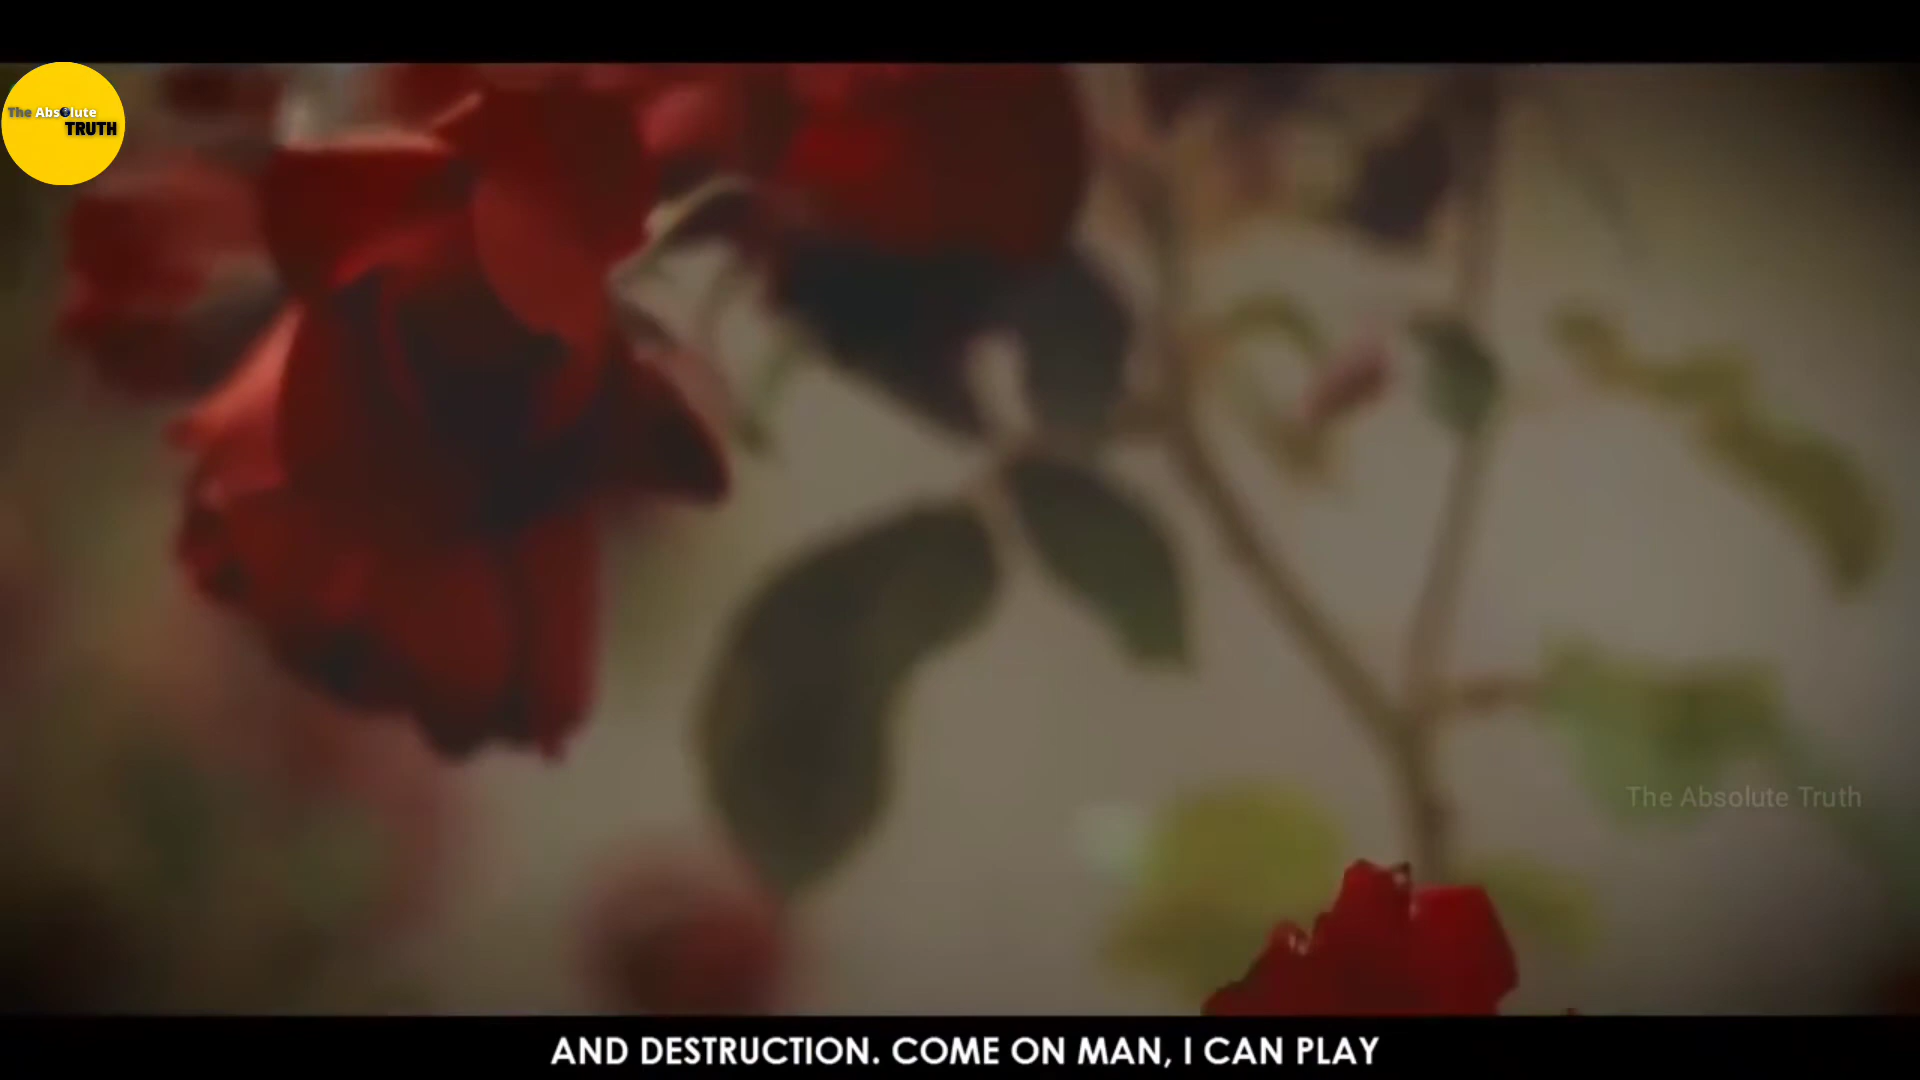 The Absolute
TRUTH
The Absolute Truth
AND DESTRUCTION. COME ON MAN, I CAN PLAY